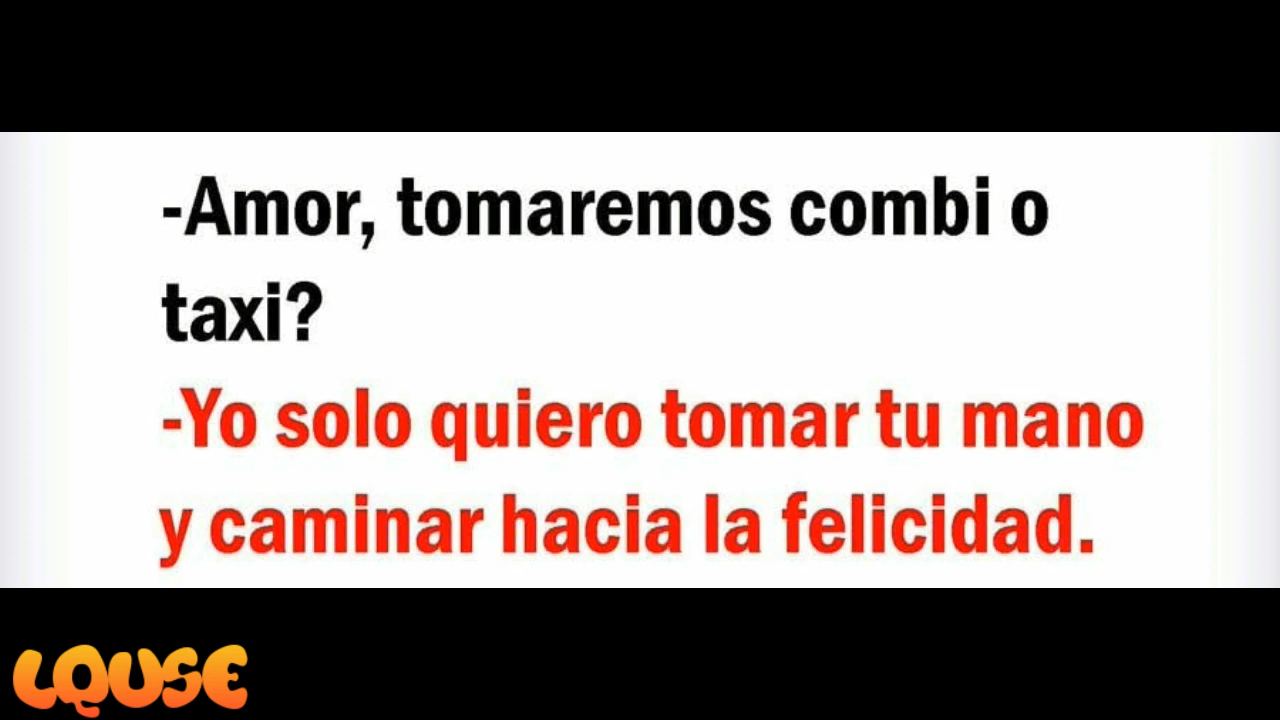 -Amor, tomaremos combi o
taxi?
-Yo solo quiero tomar tu mano
y caminar hacia la felicidad.
LQUSE